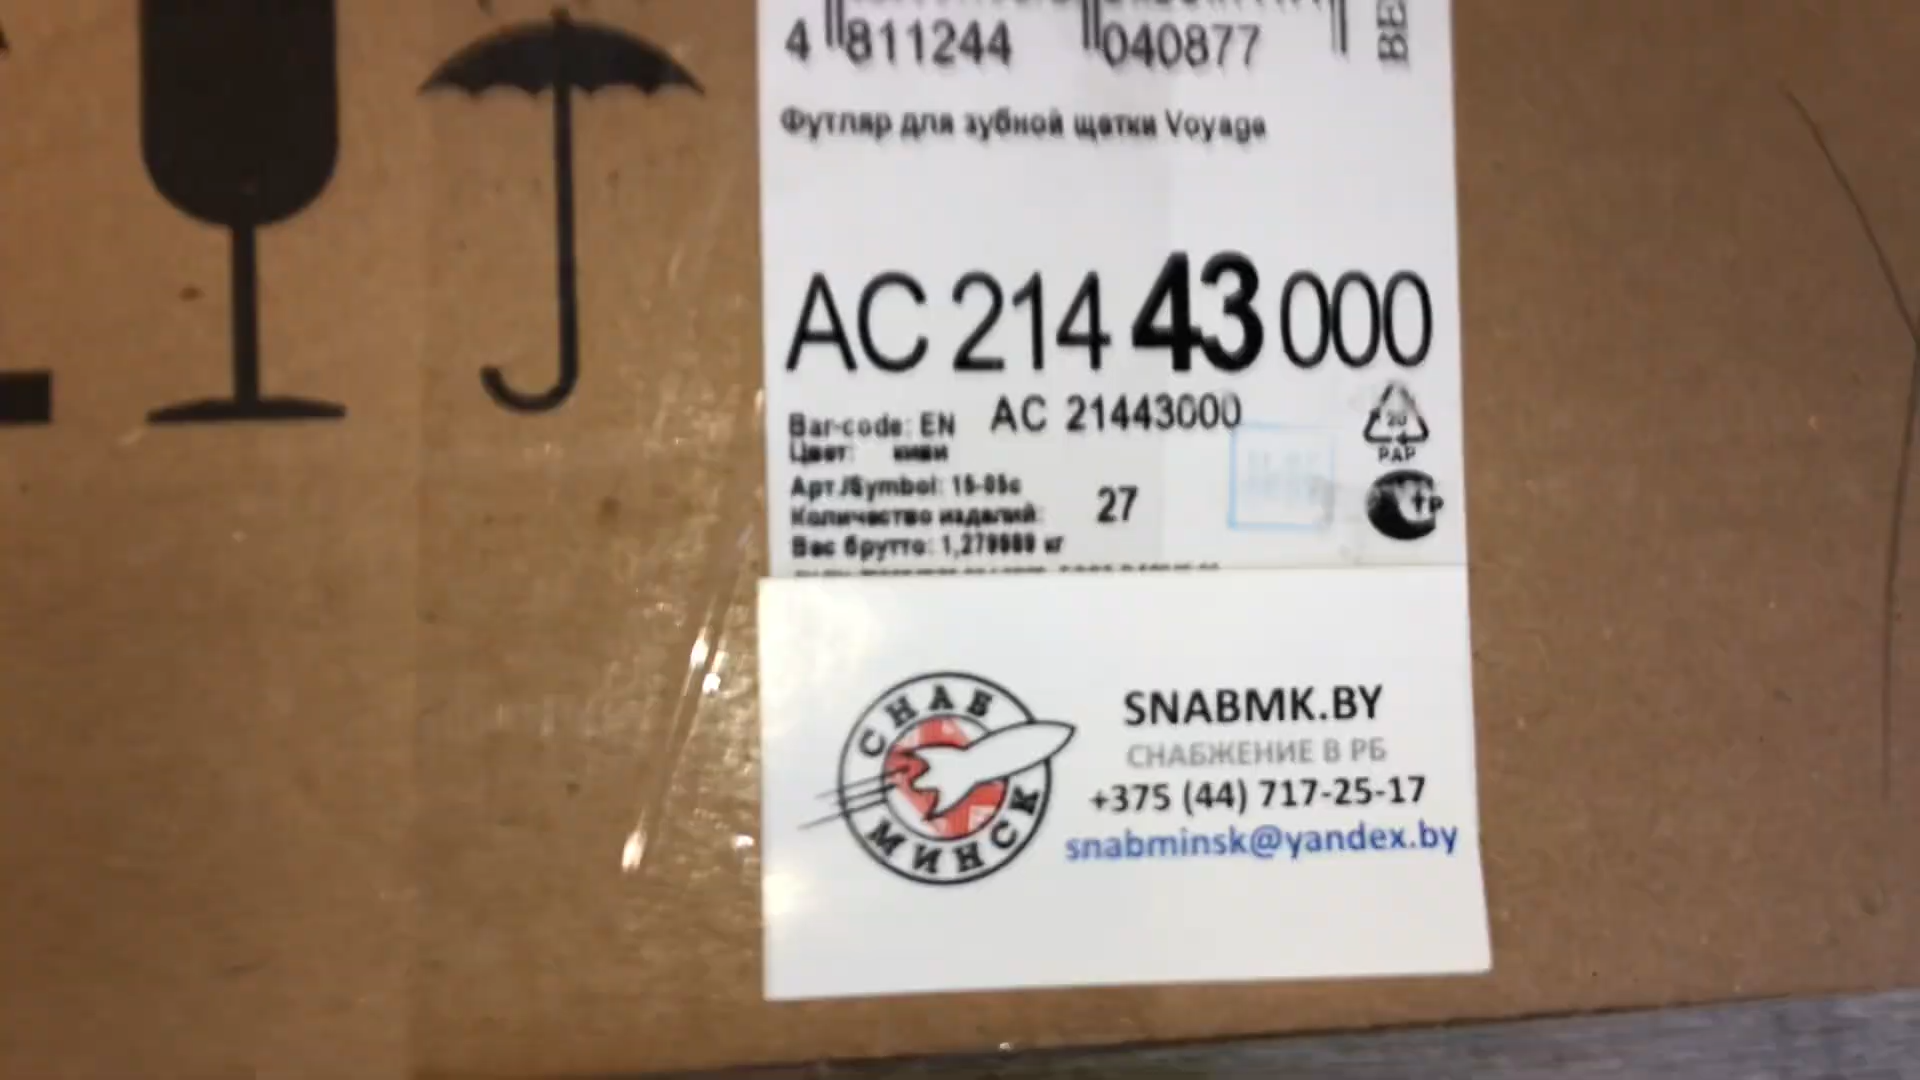 4 811244 040877
Футляр для зубной щетки Voyage
AC 214 43 000
Bar-code: EN AC 21443000
Цвет: киви
Арт./Symbol: 15-05с
Количество изделий: 27
Вес брутто: 1,279989 кг
20
PAP
СНАБ
МИНСК
SNABMK.BY
СНАБЖЕНИЕ В РБ
+375 (44) 717-25-17
snabminsk@yandex.by